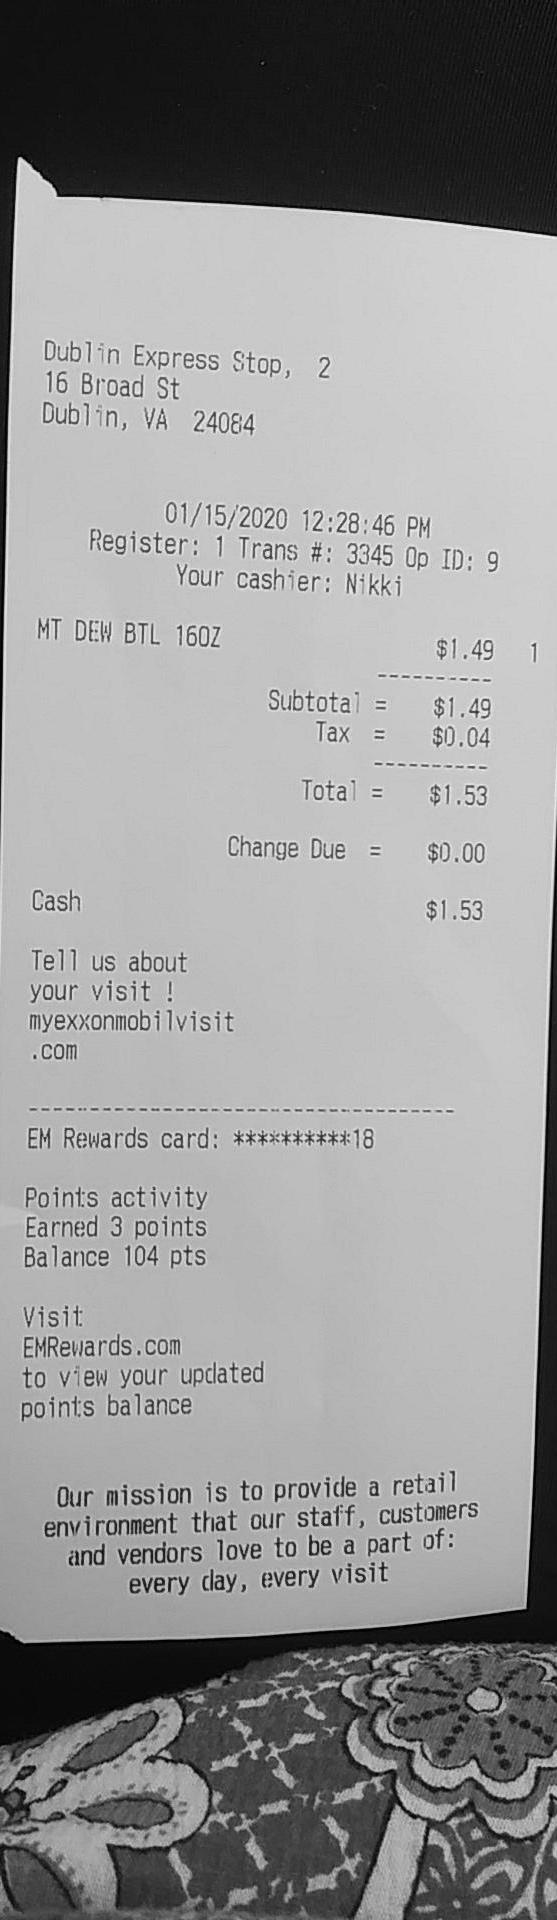 Dublin Express Stop, 2
16 Broad St
Dublin, VA 24084
01/15/2020 12:28:46 PM
Register: 1 Trans #: 3345 Op ID: 9
Your cashier: Nikki
MT DEW BTL 16OZ $1.49 1
----------
Subtotal = $1.49
Tax = $0.04
----------
Total = $1.53
Change Due = $0.00
Cash $1.53
Tell us about
your visit !
myexxonmobilvisit
.com
------------------------------------
EM Rewards card: **********18
Points activity
Earned 3 points
Balance 104 pts
Visit
EMRewards.com
to view your updated
points balance
Our mission is to provide a retail
environment that our staff, customers
and vendors love to be a part of:
every day, every visit